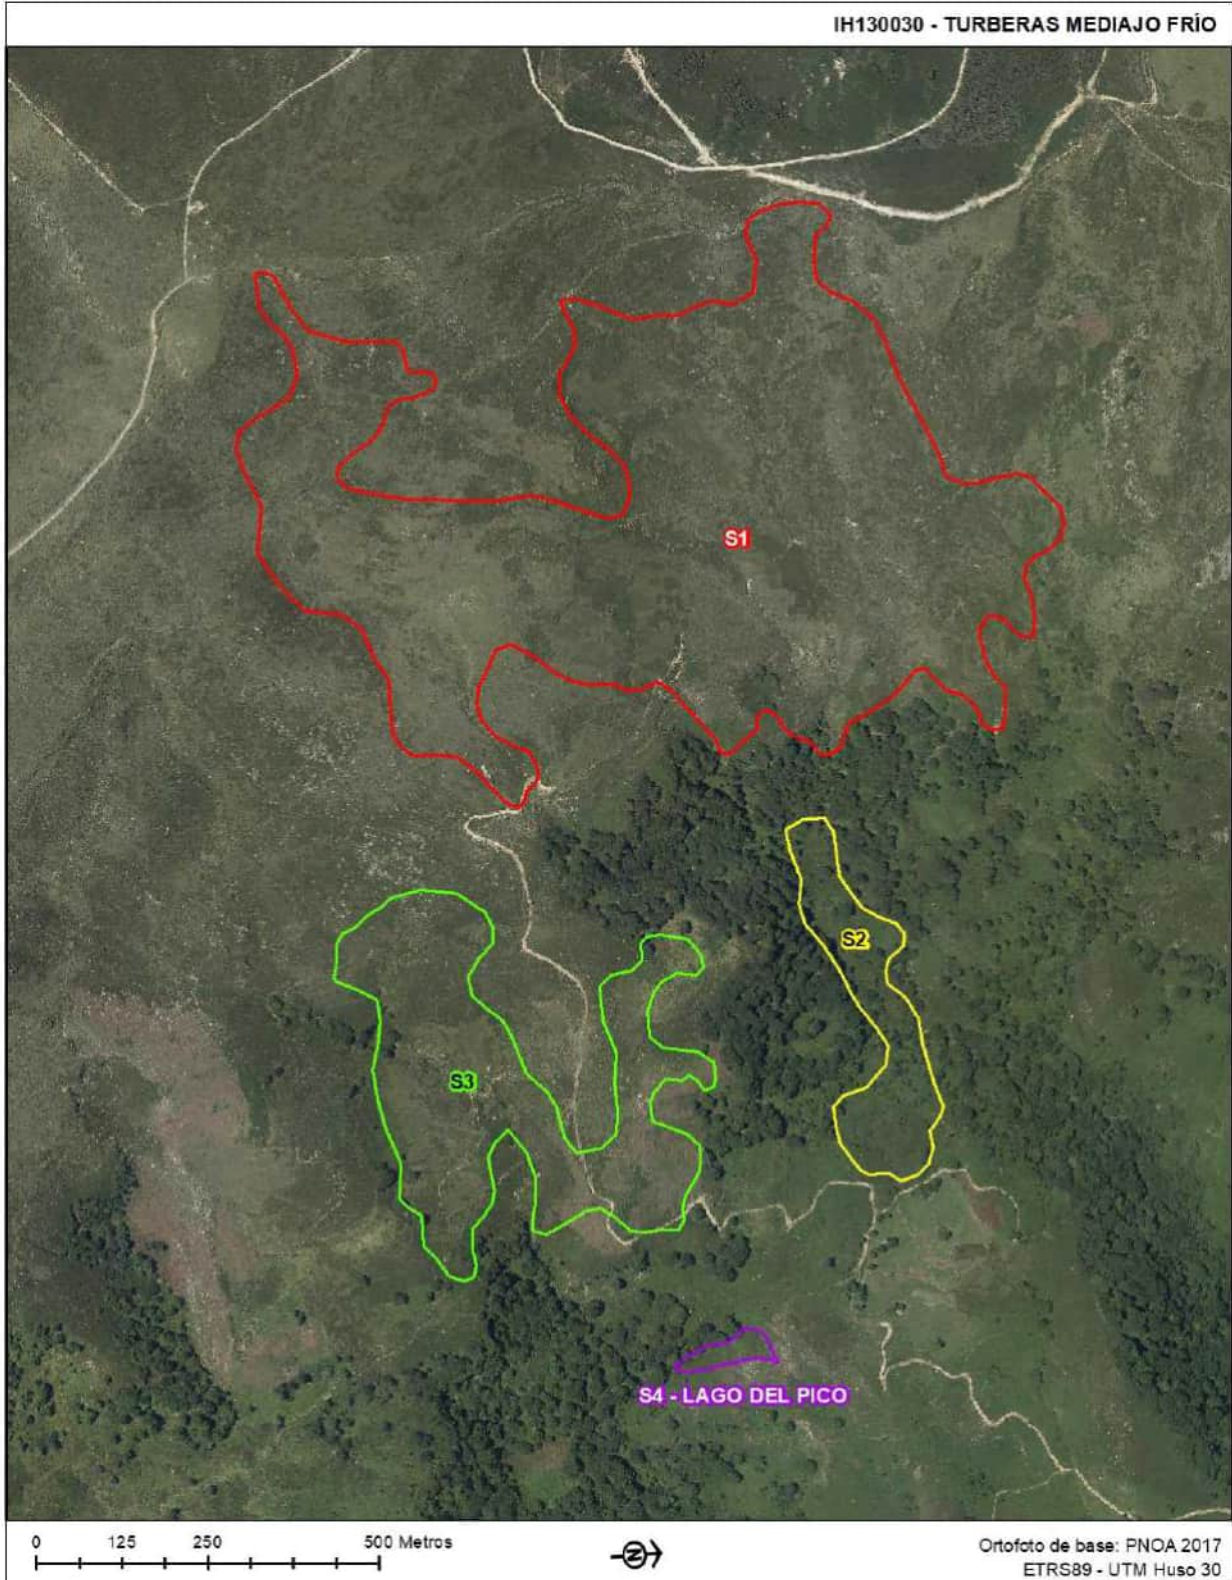 IH130030 - TURBERAS MEDIAJO FRÍO
S1
S2
S3
S4 - LAGO DEL PICO
0 125 250 500 Metros
N
Ortofoto de base: PNOA 2017
ETRS89 - UTM Huso 30